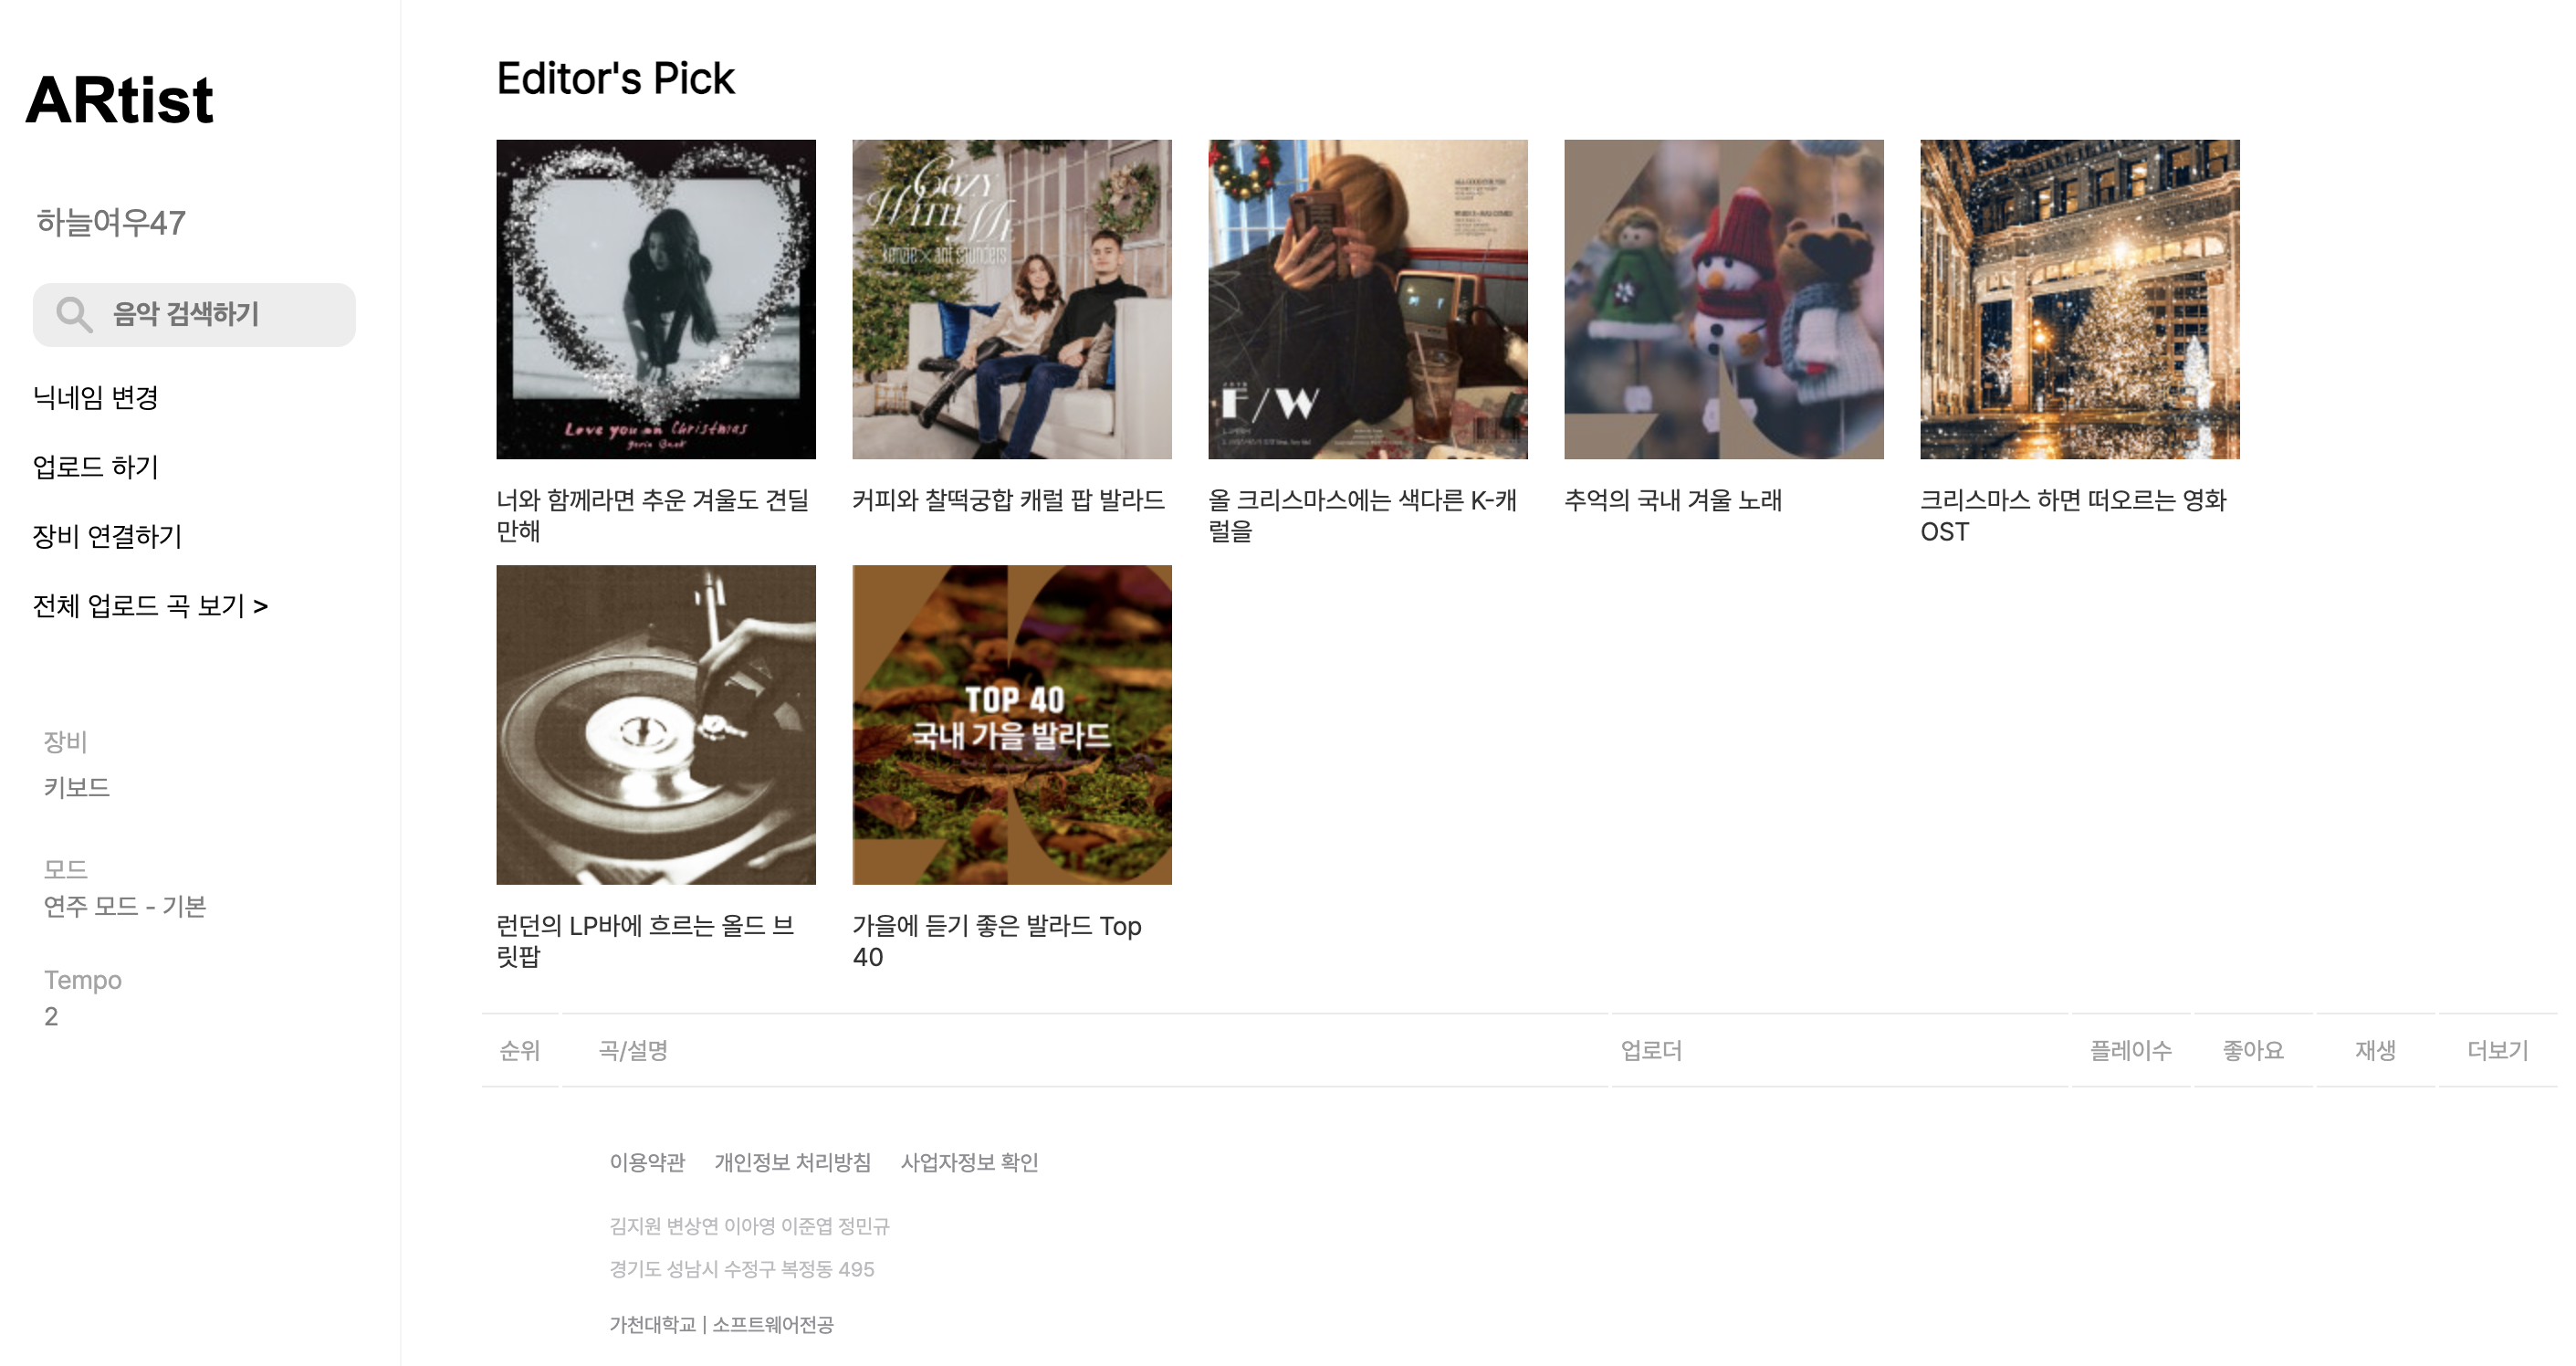 ARtist
하늘여우47
음악 검색하기
닉네임 변경
업로드 하기
장비 연결하기
전체 업로드 곡 보기 >
장비
키보드
모드
연주 모드 - 기본
Tempo
2
Editor's Pick
Love you on Christmas
Yerin Baek
COZY
WITH ME
kenzie x ant saunders
F/W
너와 함께라면 추운 겨울도 견딜
만해
커피와 찰떡궁합 캐럴 팝 발라드
올 크리스마스에는 색다른 K-캐
럴을
추억의 국내 겨울 노래
크리스마스 하면 떠오르는 영화
OST
TOP 40
국내 가을 발라드
런던의 LP바에 흐르는 올드 브
릿팝
가을에 듣기 좋은 발라드 Top
40
순위 곡/설명 업로더 플레이수 좋아요 재생 더보기
이용약관 개인정보 처리방침 사업자정보 확인
김지원 변상연 이아영 이준엽 정민규
경기도 성남시 수정구 복정동 495
가천대학교 | 소프트웨어전공